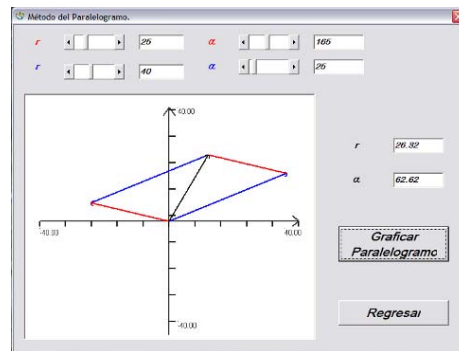 Método del Paralelogramo.
r 25 α 165
r 40 α 25
40.00
r 26.32
α 62.62
-40.00 40.00
Graficar
Paralelogramo
-40.00
Regresar